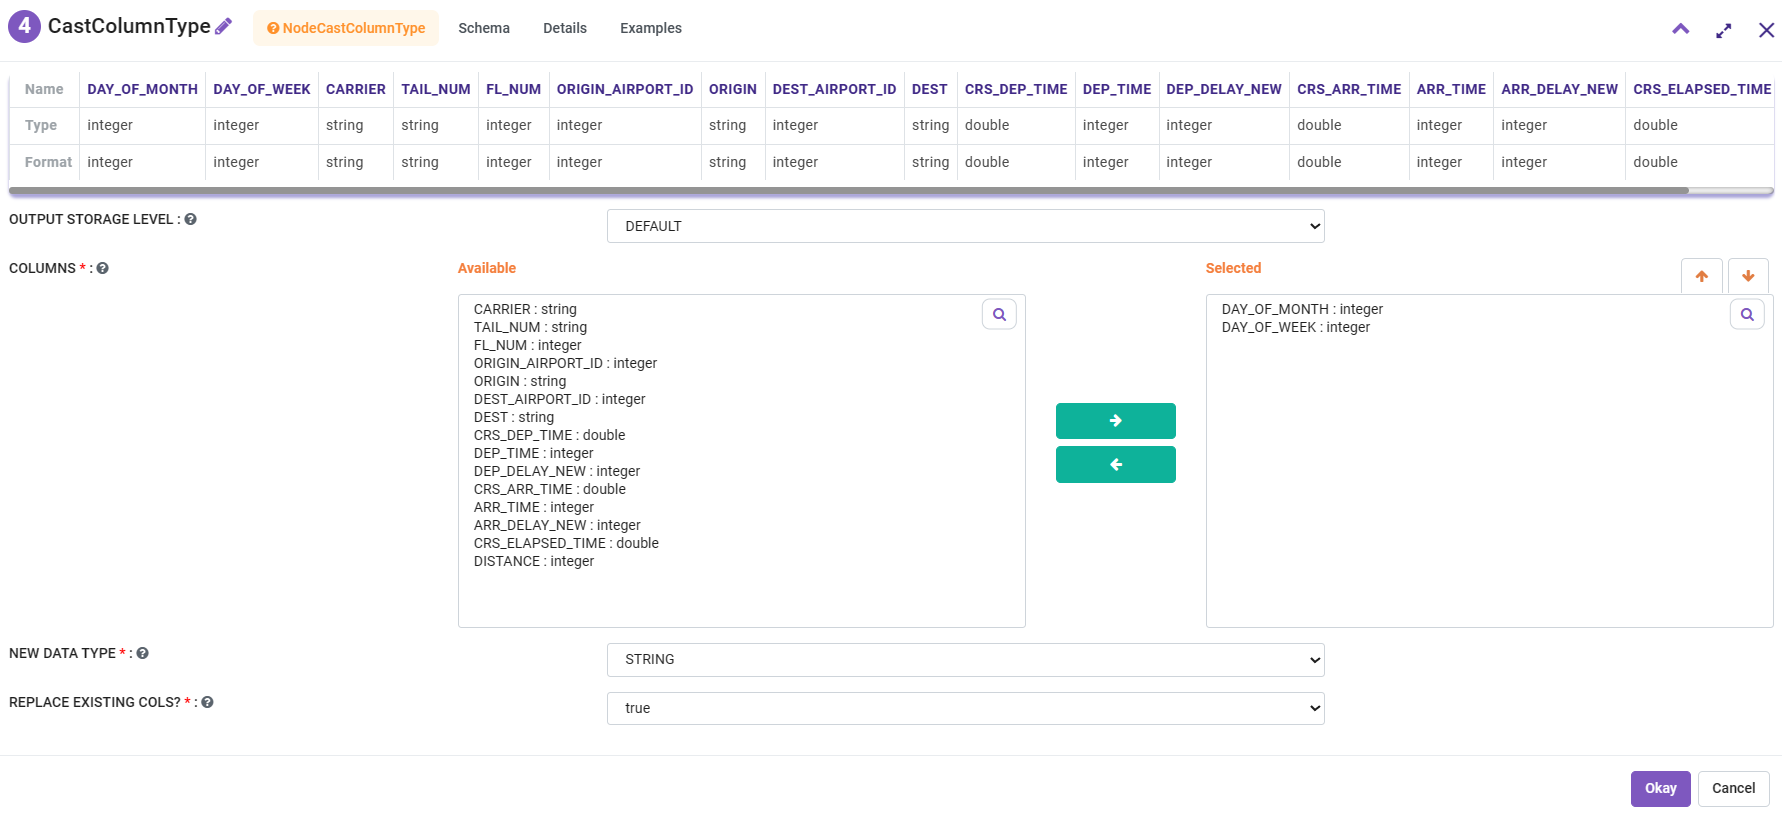 4 CastColumnType NodeCastColumnType Schema Details Examples
Name DAY_OF_MONTH DAY_OF_WEEK CARRIER TAIL_NUM FL_NUM ORIGIN_AIRPORT_ID ORIGIN DEST_AIRPORT_ID DEST CRS_DEP_TIME DEP_TIME DEP_DELAY_NEW CRS_ARR_TIME ARR_TIME ARR_DELAY_NEW CRS_ELAPSED_TIME
Type integer integer string string integer integer string integer string double integer integer double integer integer double
Format integer integer string string integer integer string integer string double integer integer double integer integer double
OUTPUT STORAGE LEVEL : DEFAULT
COLUMNS * : Available Selected
CARRIER : string DAY_OF_MONTH : integer
TAIL_NUM : string DAY_OF_WEEK : integer
FL_NUM : integer
ORIGIN_AIRPORT_ID : integer
ORIGIN : string
DEST_AIRPORT_ID : integer
DEST : string
CRS_DEP_TIME : double
DEP_TIME : integer
DEP_DELAY_NEW : integer
CRS_ARR_TIME : double
ARR_TIME : integer
ARR_DELAY_NEW : integer
CRS_ELAPSED_TIME : double
DISTANCE : integer
NEW DATA TYPE * : STRING
REPLACE EXISTING COLS? * : true
Okay Cancel